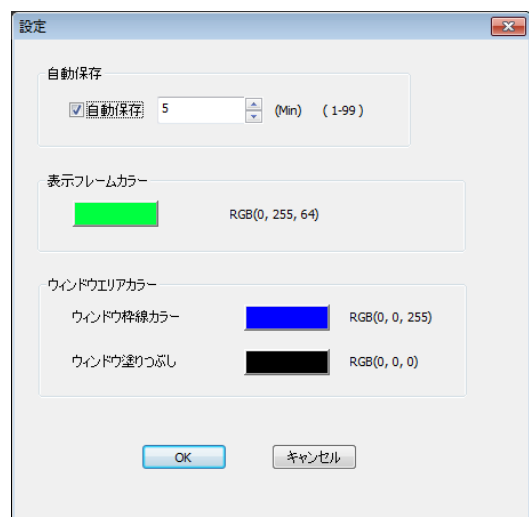 設定
自動保存
自動保存 5 (Min) ( 1-99 )
表示フレームカラー
RGB(0, 255, 64)
ウィンドウエリアカラー
ウィンドウ枠線カラー RGB(0, 0, 255)
ウィンドウ塗りつぶし RGB(0, 0, 0)
OK キャンセル